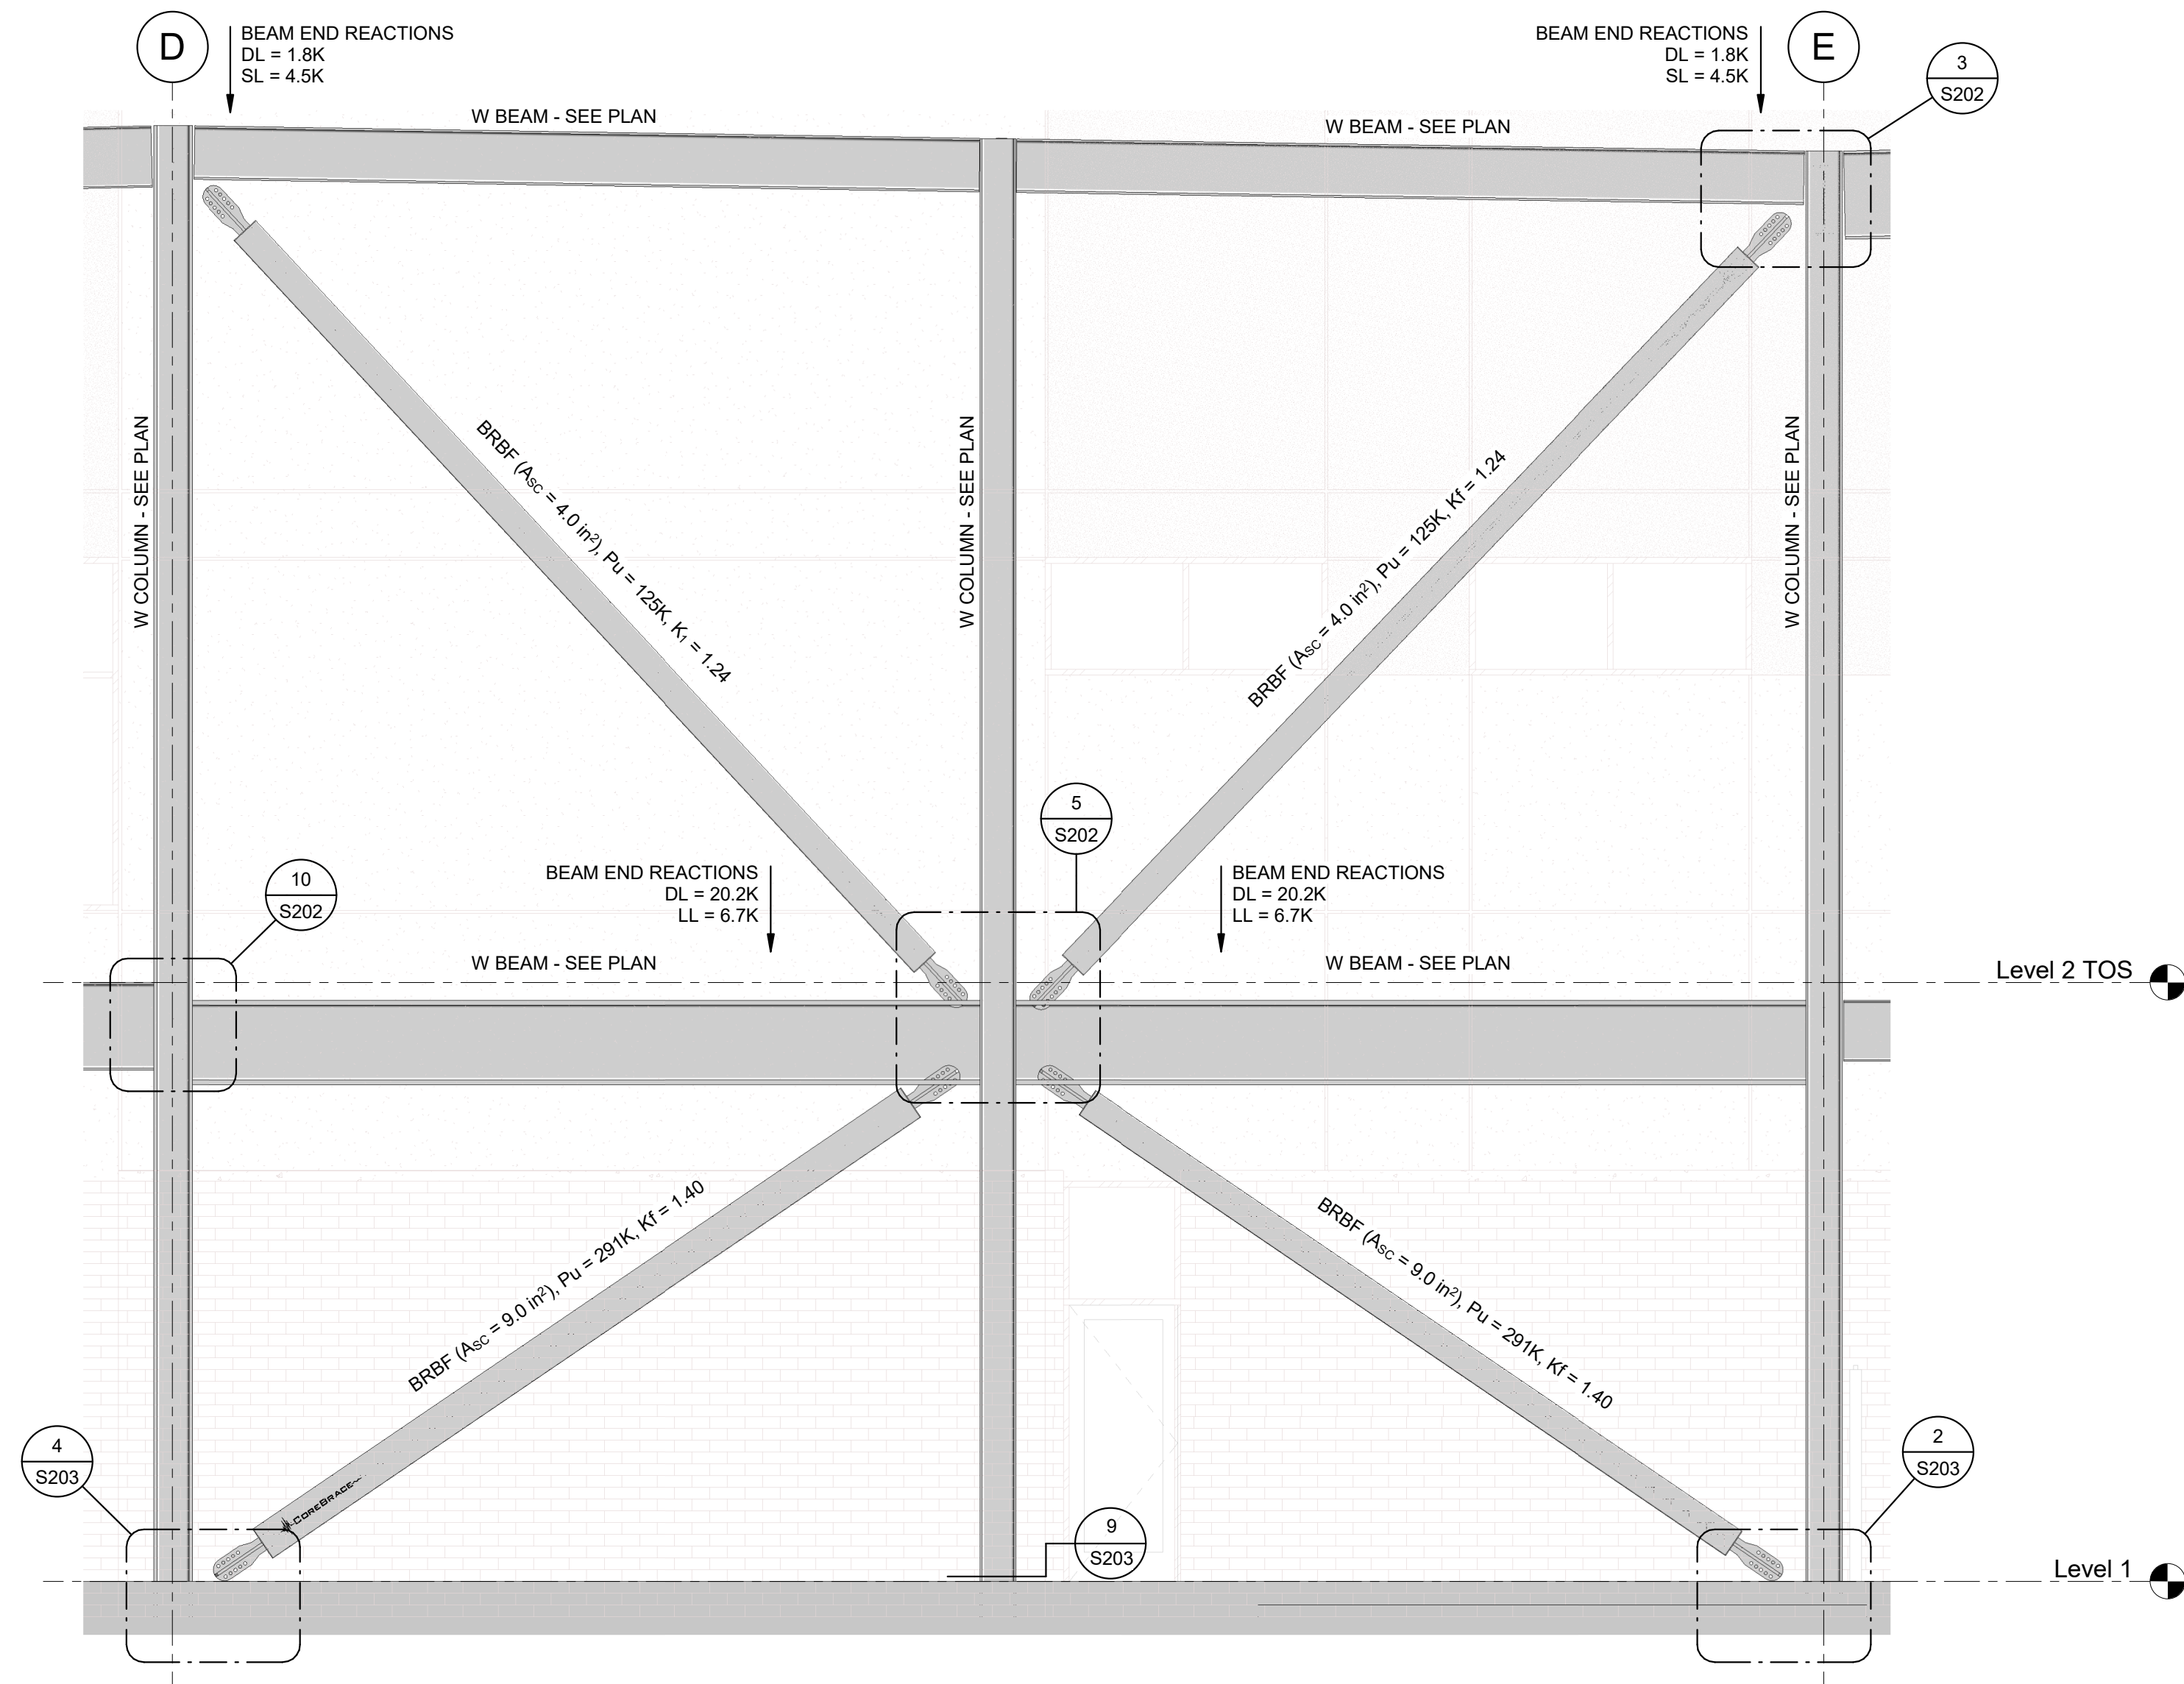 D
BEAM END REACTIONS
DL = 1.8K
SL = 4.5K
BEAM END REACTIONS
DL = 1.8K
SL = 4.5K
E
3
S202
W BEAM - SEE PLAN
W BEAM - SEE PLAN
W COLUMN - SEE PLAN
BRBF (ASC = 4.0 in²), Pu = 125K, K1 = 1.24
W COLUMN - SEE PLAN
BRBF (ASC = 4.0 in²), Pu = 125K, Kf = 1.24
W COLUMN - SEE PLAN
5
S202
10
S202
BEAM END REACTIONS
DL = 20.2K
LL = 6.7K
BEAM END REACTIONS
DL = 20.2K
LL = 6.7K
W BEAM - SEE PLAN
W BEAM - SEE PLAN
Level 2 TOS
BRBF (ASC = 9.0 in²), Pu = 291K, Kf = 1.40
BRBF (ASC = 9.0 in²), Pu = 291K, Kf = 1.40
4
S203
COREBRACE
2
S203
9
S203
Level 1